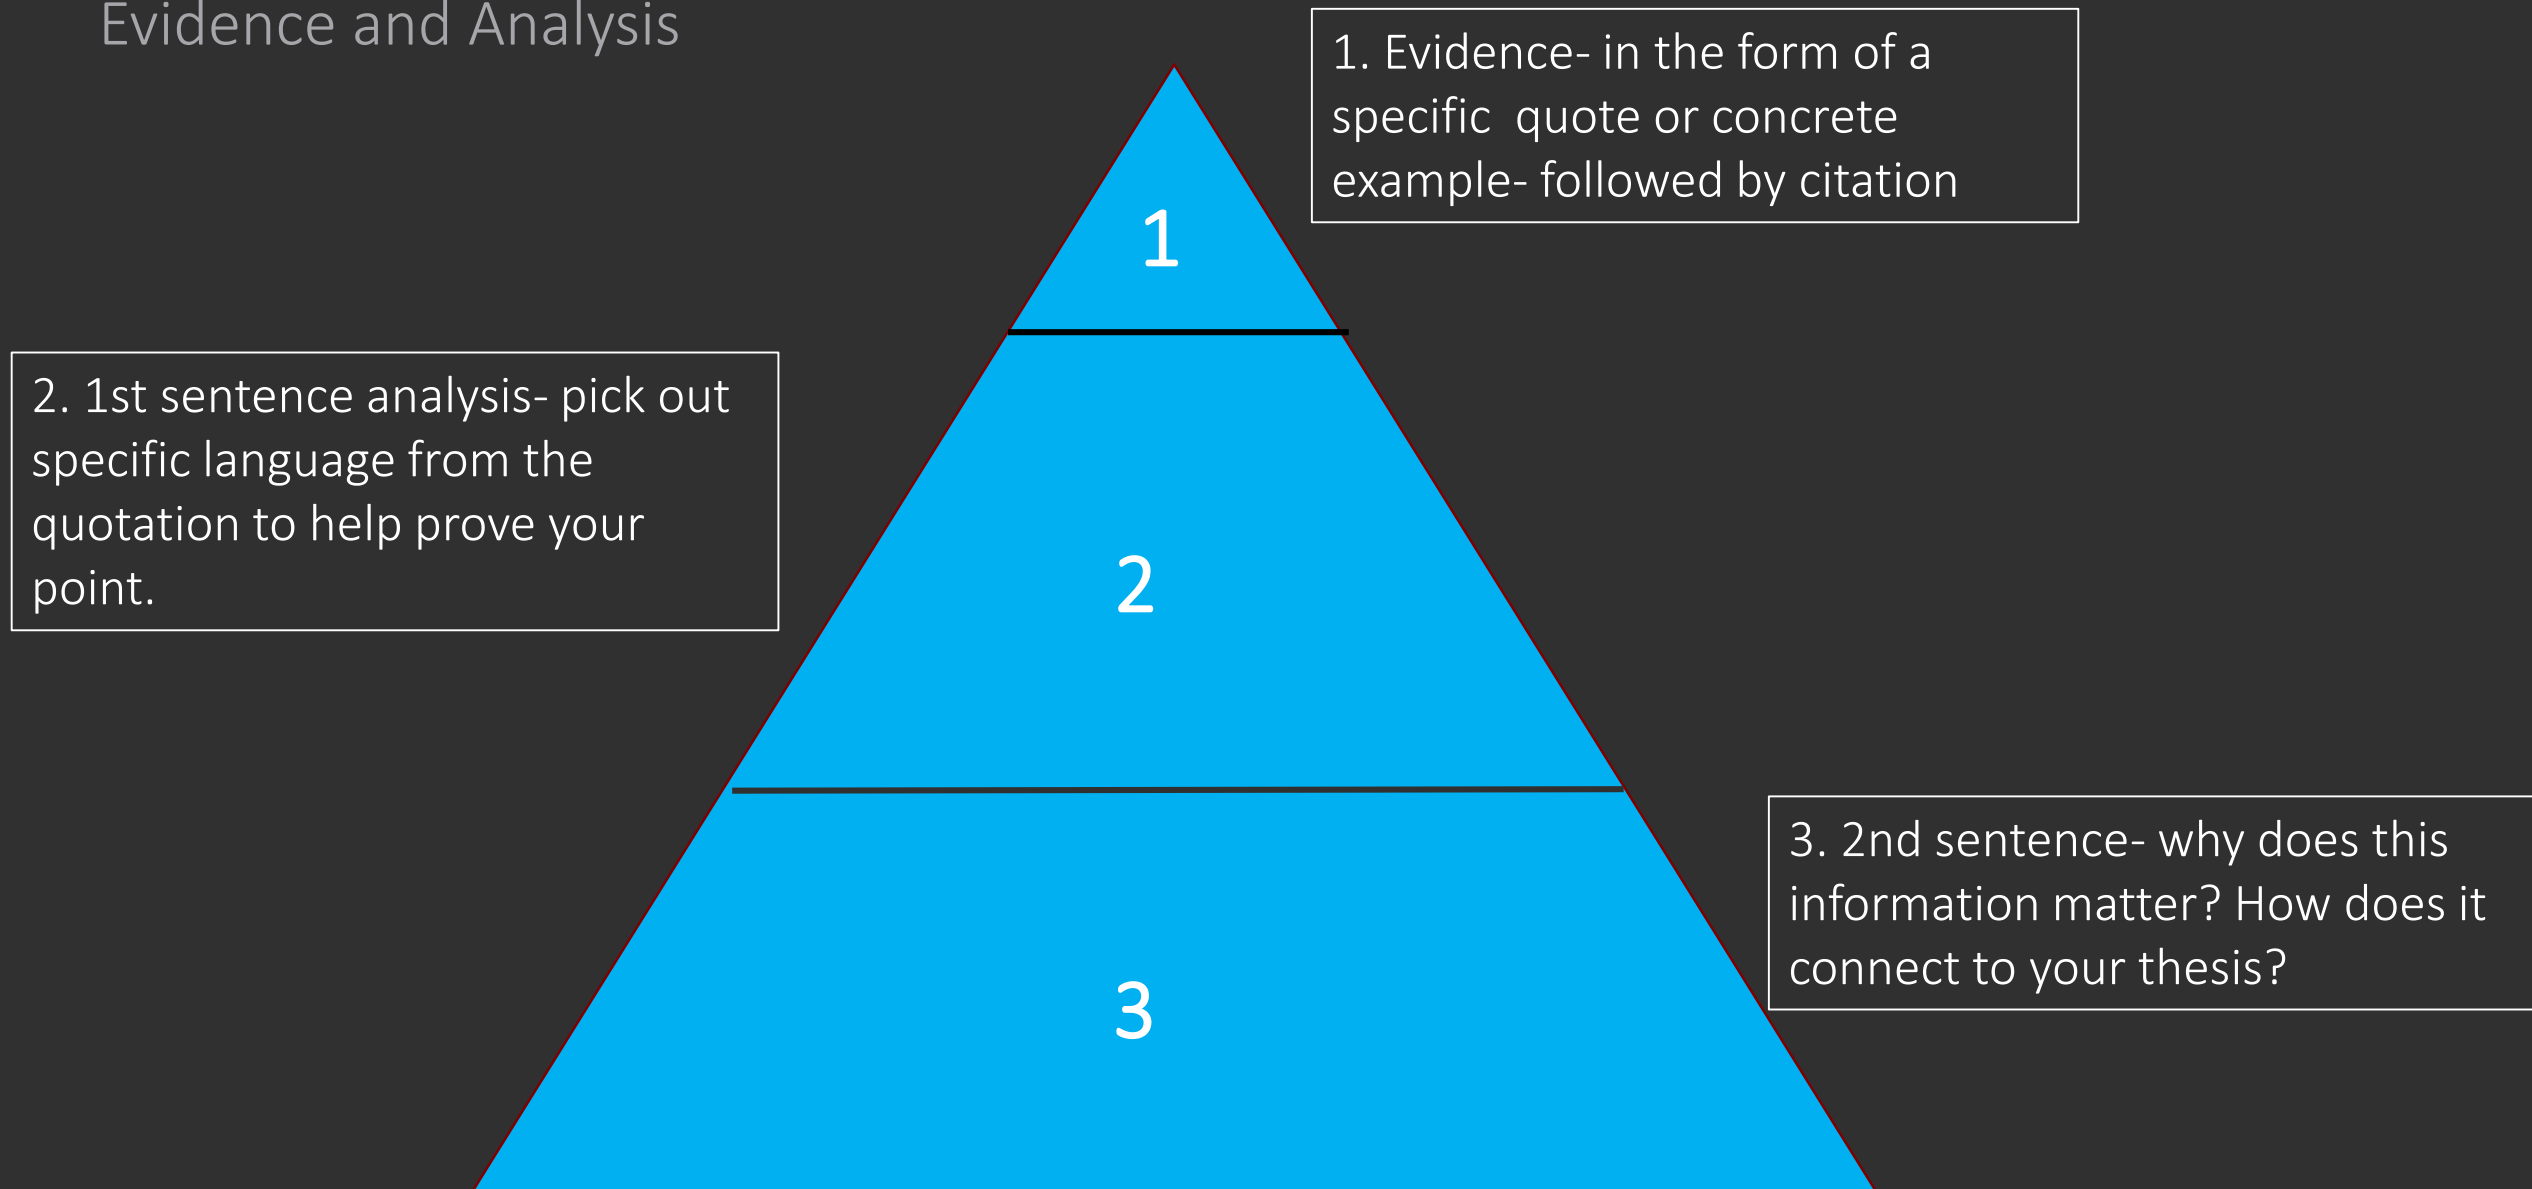 Evidence and Analysis
1. Evidence- in the form of a
specific  quote or concrete
example- followed by citation
1
2. 1st sentence analysis- pick out
specific language from the
quotation to help prove your
point.
2
3. 2nd sentence- why does this
information matter? How does it
connect to your thesis?
3